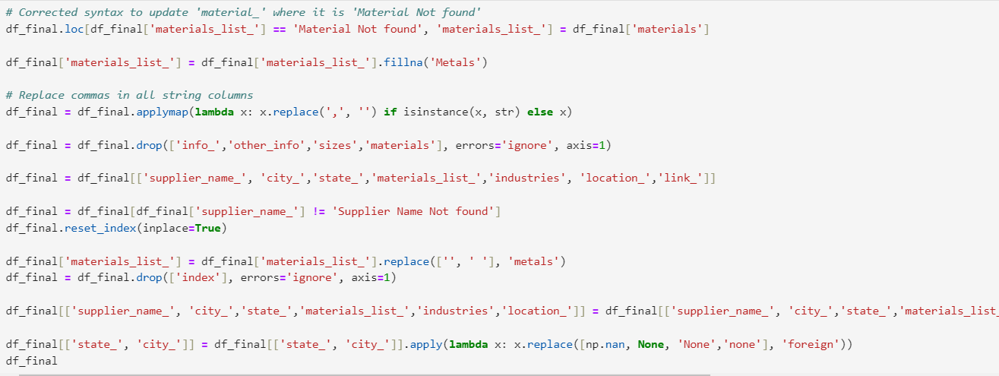 # Corrected syntax to update 'material_' where it is 'Material Not found'
df_final.loc[df_final['materials_list_'] == 'Material Not found', 'materials_list_'] = df_final['materials']
df_final['materials_list_'] = df_final['materials_list_'].fillna('Metals')
# Replace commas in all string columns
df_final = df_final.applymap(lambda x: x.replace(',', '') if isinstance(x, str) else x)
df_final = df_final.drop(['info_','other_info','sizes','materials'], errors='ignore', axis=1)
df_final = df_final[['supplier_name_', 'city_','state_','materials_list_','industries', 'location_','link_']]
df_final = df_final[df_final['supplier_name_'] != 'Supplier Name Not found']
df_final.reset_index(inplace=True)
df_final['materials_list_'] = df_final['materials_list_'].replace(['', ' '], 'metals')
df_final = df_final.drop(['index'], errors='ignore', axis=1)
df_final[['supplier_name_', 'city_','state_','materials_list_','industries','location_']] = df_final[['supplier_name_', 'city_','state_','materials_list_
df_final[['state_', 'city_']] = df_final[['state_', 'city_']].apply(lambda x: x.replace([np.nan, None, 'None','none'], 'foreign'))
df_final